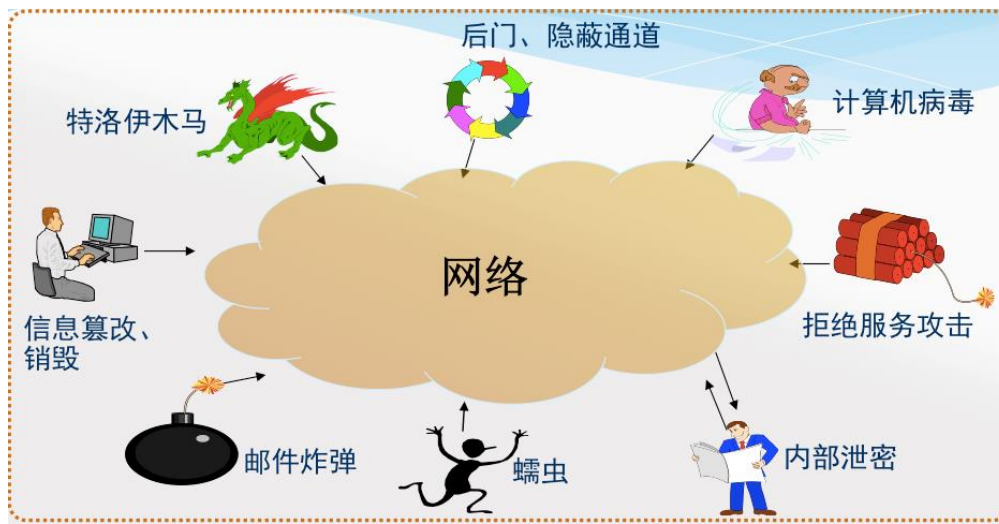 后门、隐蔽通道
特洛伊木马
计算机病毒
网络
信息篡改、
销毁
拒绝服务攻击
邮件炸弹
蠕虫
内部泄密